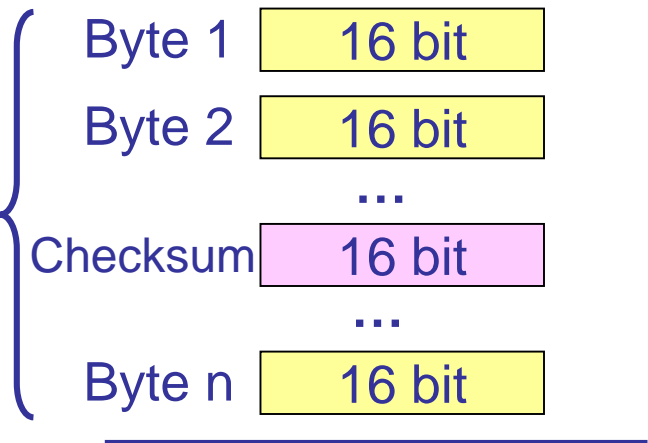 Byte 1 16 bit
Byte 2 16 bit
...
Checksum 16 bit
...
Byte n 16 bit